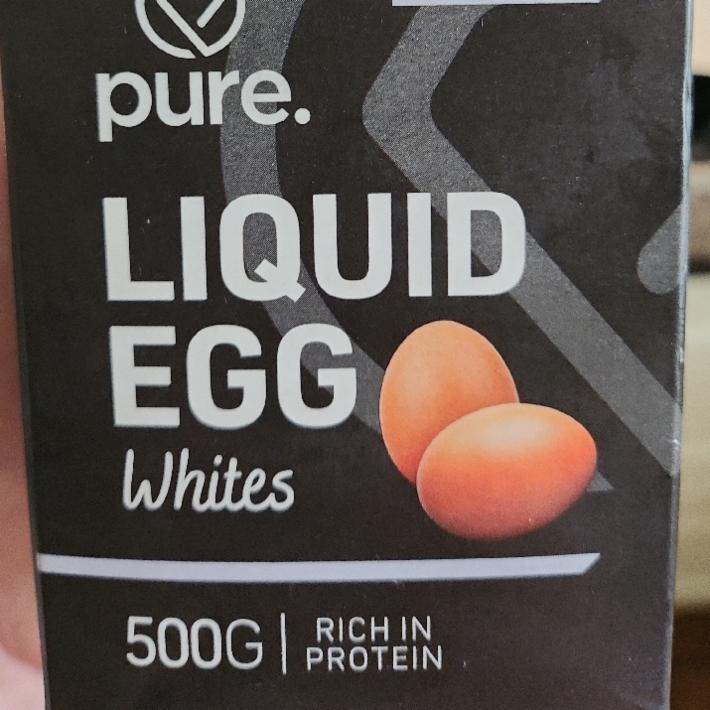 pure.
LIQUID
EGG
Whites
500G | RICH IN
PROTEIN